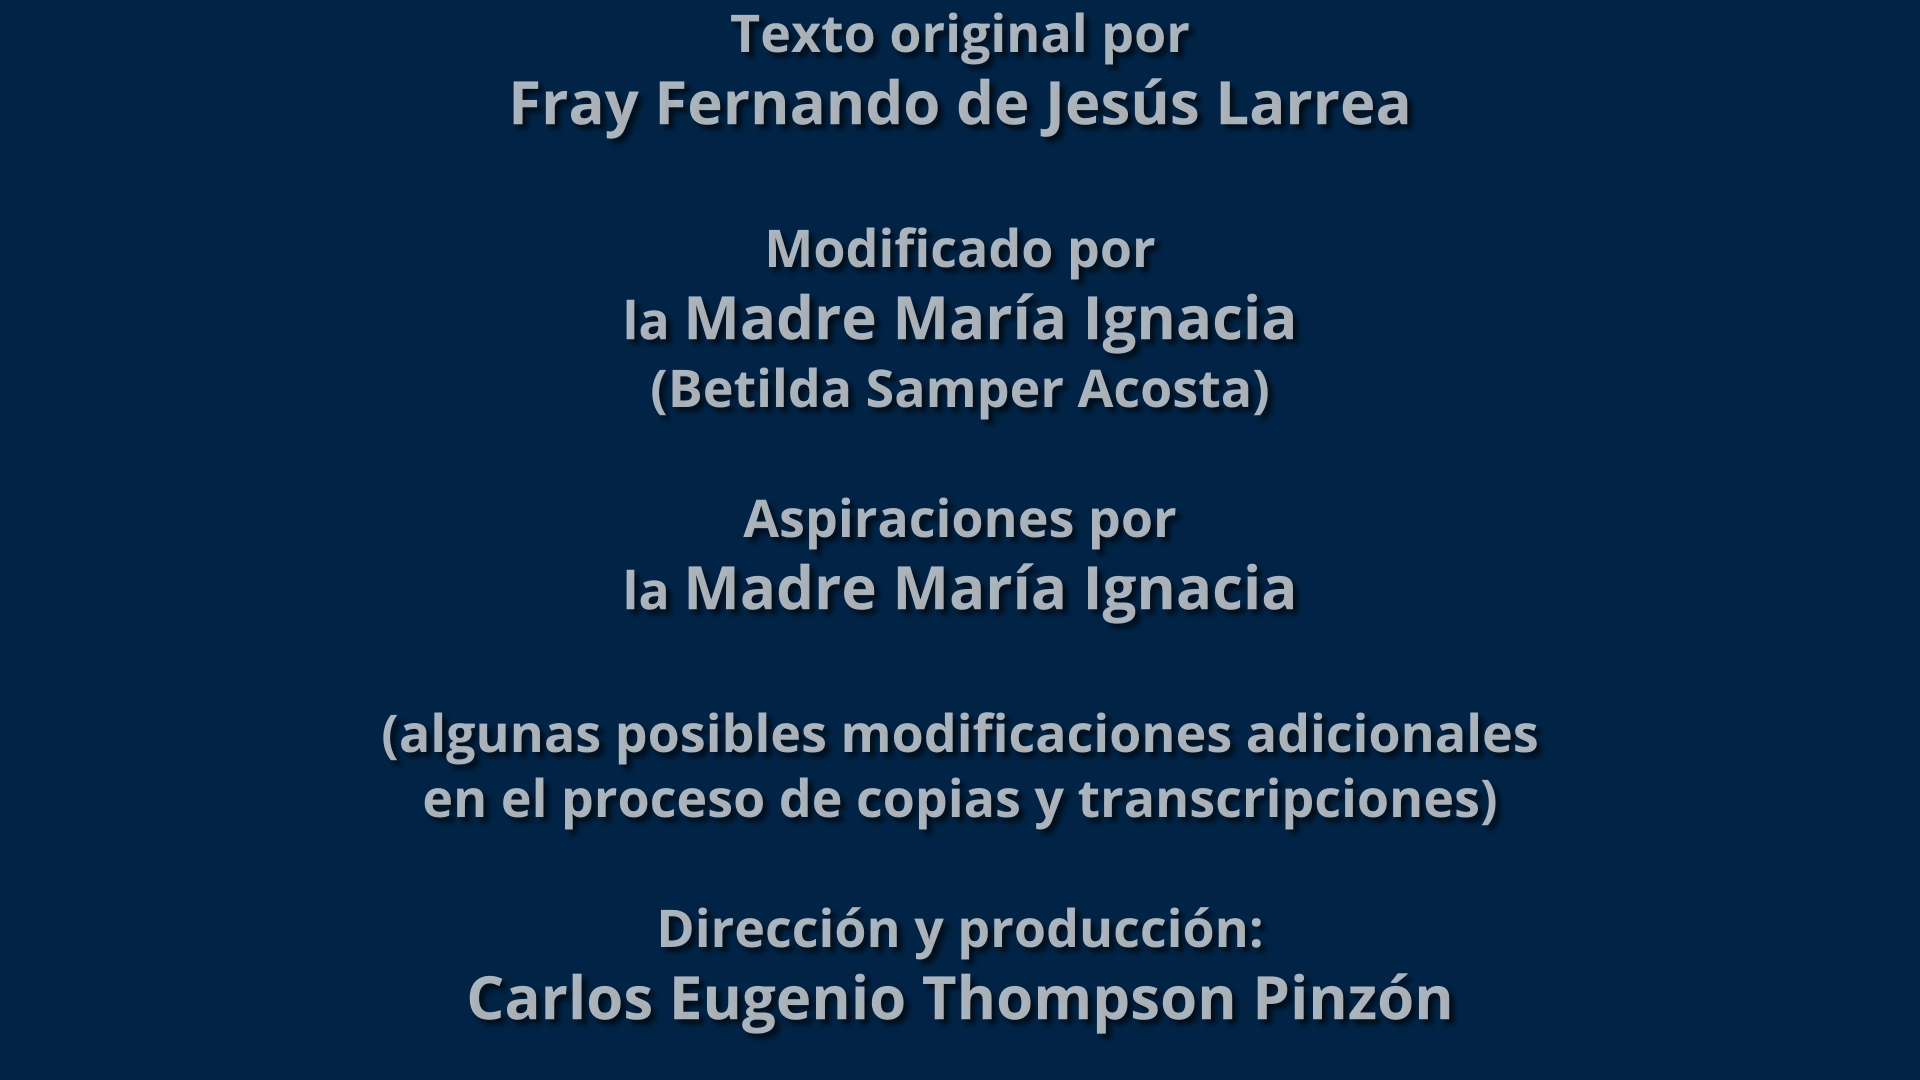 Texto original por
Fray Fernando de Jesús Larrea
Modificado por
la Madre María Ignacia
(Betilda Samper Acosta)
Aspiraciones por
la Madre María Ignacia
(algunas posibles modificaciones adicionales
en el proceso de copias y transcripciones)
Dirección y producción:
Carlos Eugenio Thompson Pinzón